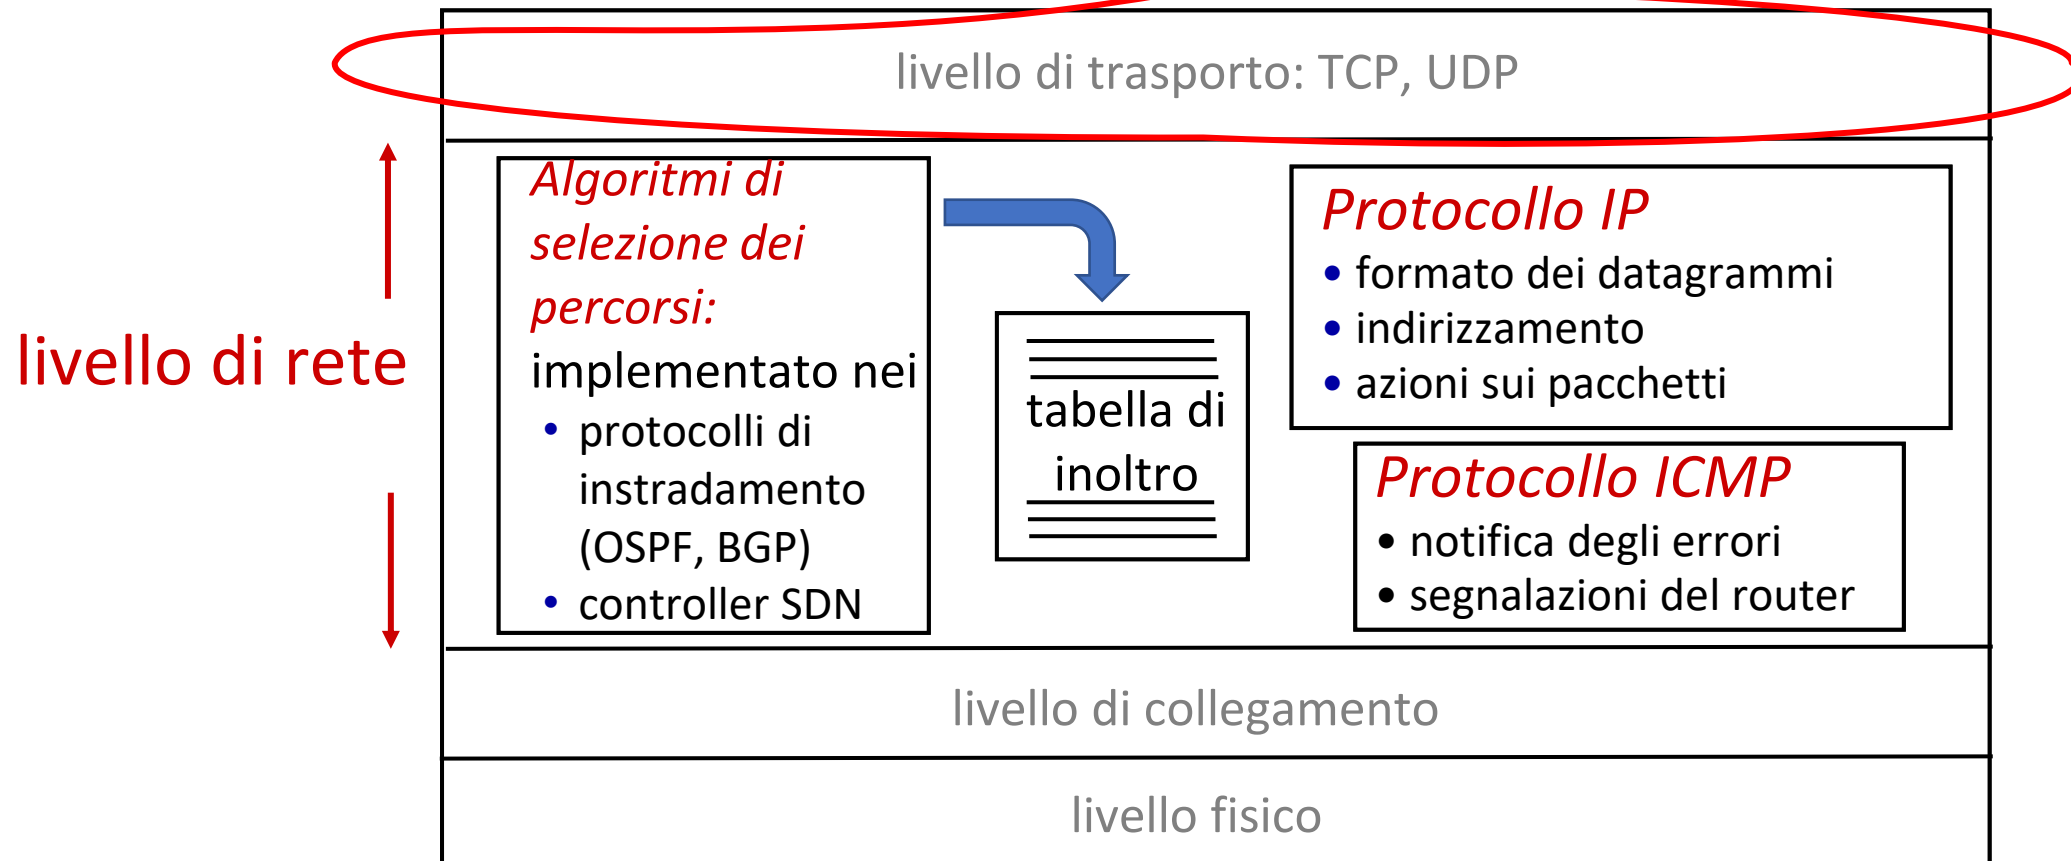 livello di trasporto: TCP, UDP
livello di rete
Algoritmi di
selezione dei
percorsi:
implementato nei
• protocolli di
instradamento
(OSPF, BGP)
• controller SDN
tabella di
inoltro
Protocollo IP
• formato dei datagrammi
• indirizzamento
• azioni sui pacchetti
Protocollo ICMP
• notifica degli errori
• segnalazioni del router
livello di collegamento
livello fisico